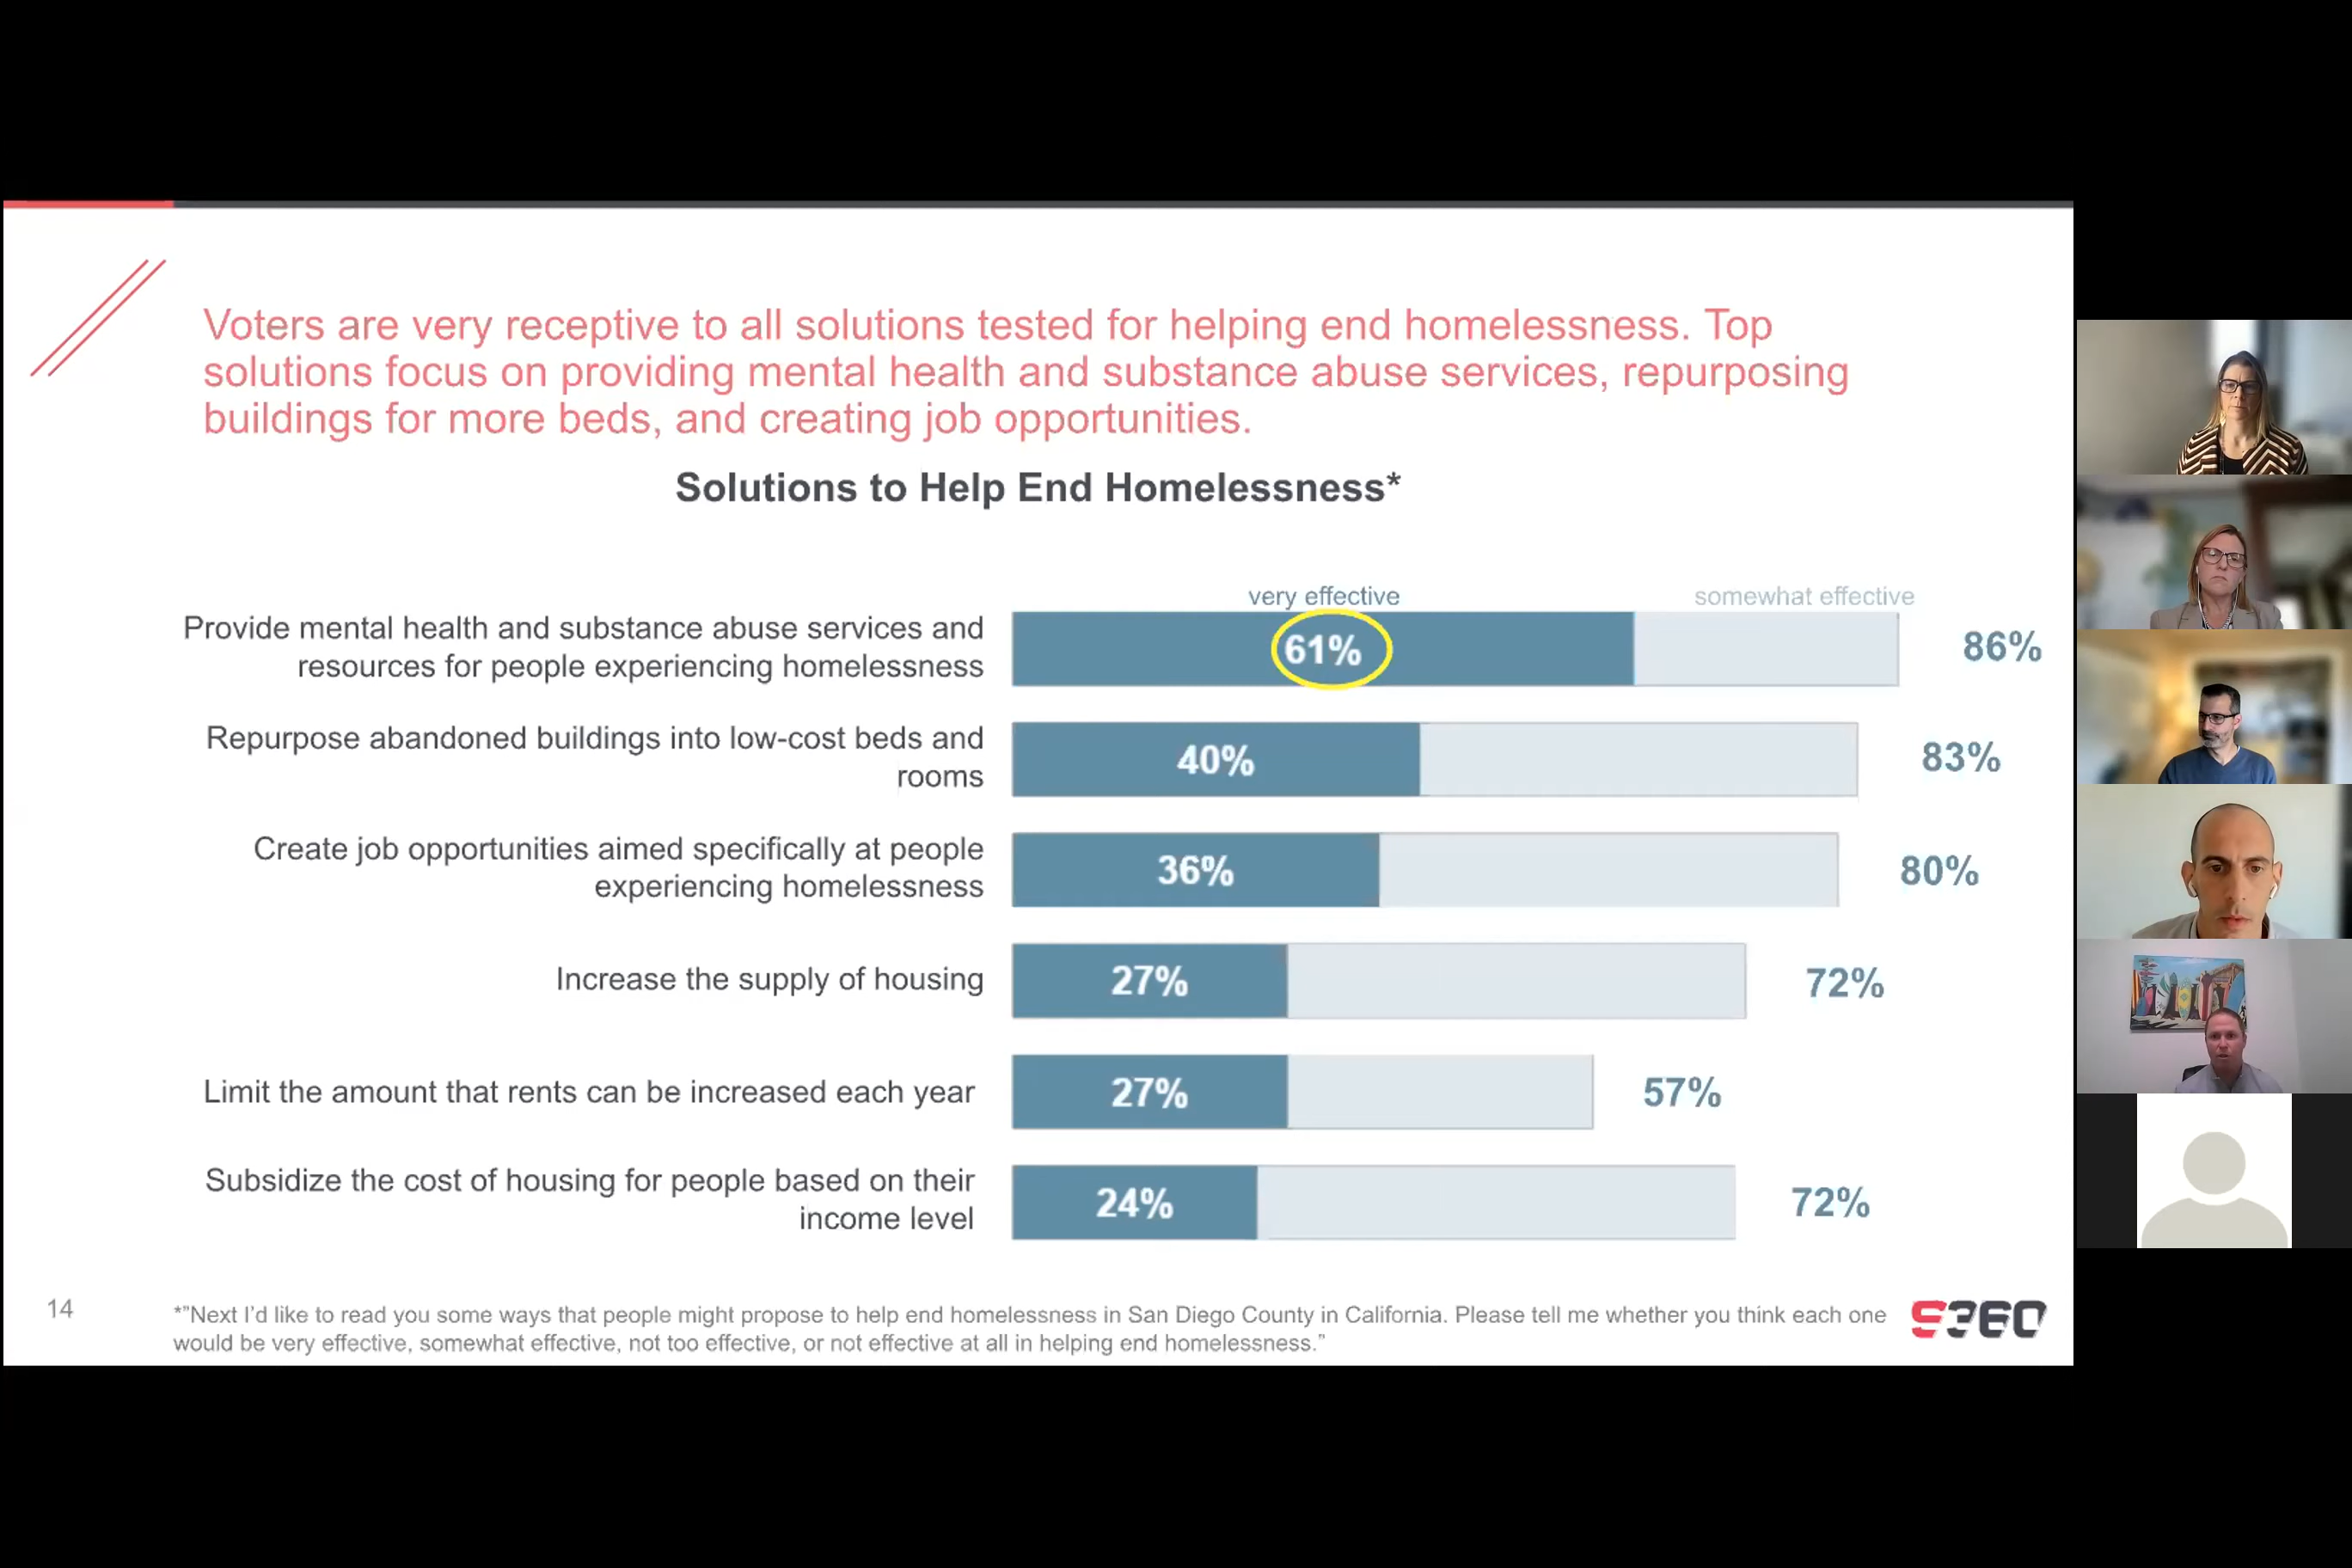 Voters are very receptive to all solutions tested for helping end homelessness. Top
solutions focus on providing mental health and substance abuse services, repurposing
buildings for more beds, and creating job opportunities.
Solutions to Help End Homelessness*
very effective somewhat effective
Provide mental health and substance abuse services and
resources for people experiencing homelessness
61% 86%
Repurpose abandoned buildings into low-cost beds and
rooms
40% 83%
Create job opportunities aimed specifically at people
experiencing homelessness
36% 80%
Increase the supply of housing
27% 72%
Limit the amount that rents can be increased each year
27% 57%
Subsidize the cost of housing for people based on their
income level
24% 72%
14
*"Next I'd like to read you some ways that people might propose to help end homelessness in San Diego County in California. Please tell me whether you think each one
would be very effective, somewhat effective, not too effective, or not effective at all in helping end homelessness."
S360